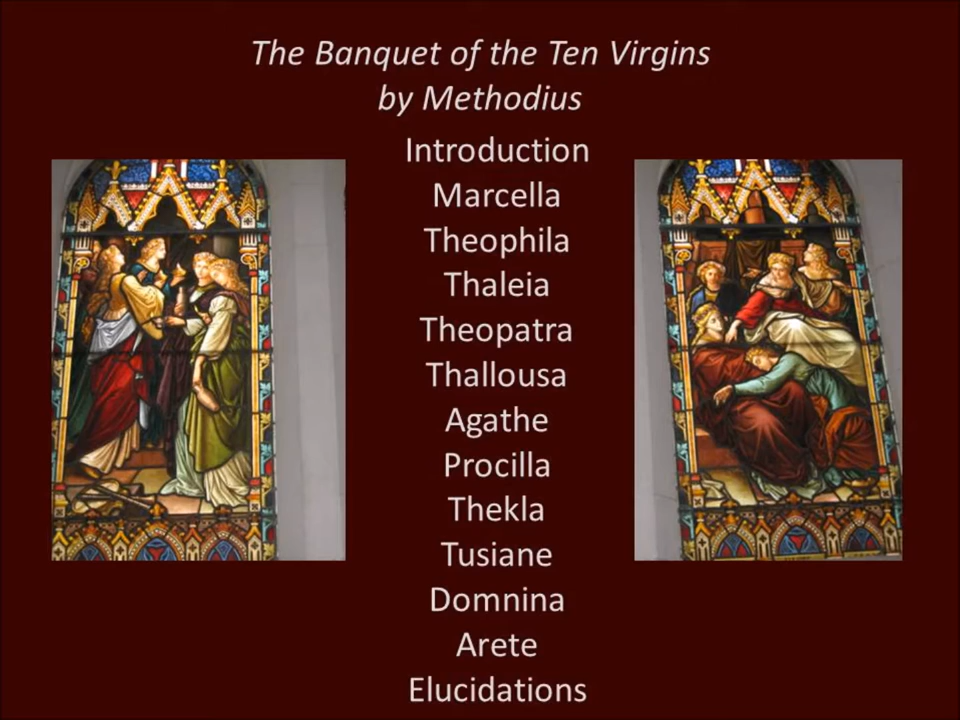 The Banquet of the Ten Virgins
by Methodius
Introduction
Marcella
Theophila
Thaleia
Theopatra
Thallousa
Agathe
Procilla
Thekla
Tusiane
Domnina
Arete
Elucidations